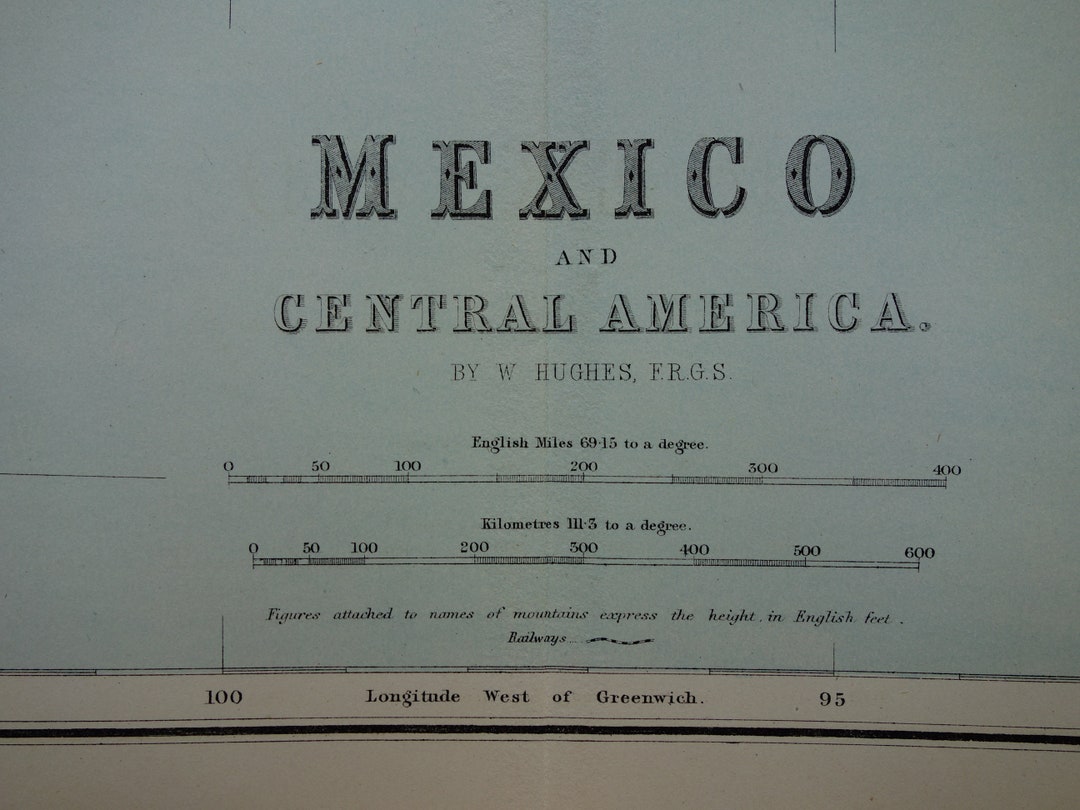 MEXICO
AND
CENTRAL AMERICA.
BY W HUGHES, F.R.G.S.
English Miles 69·15 to a degree.
0 50 100 200 300 400
Kilometres 111·3 to a degree.
0 50 100 200 300 400 500 600
Figures attached to names of mountains express the height, in English feet.
Railways...
100 Longitude West of Greenwich. 95